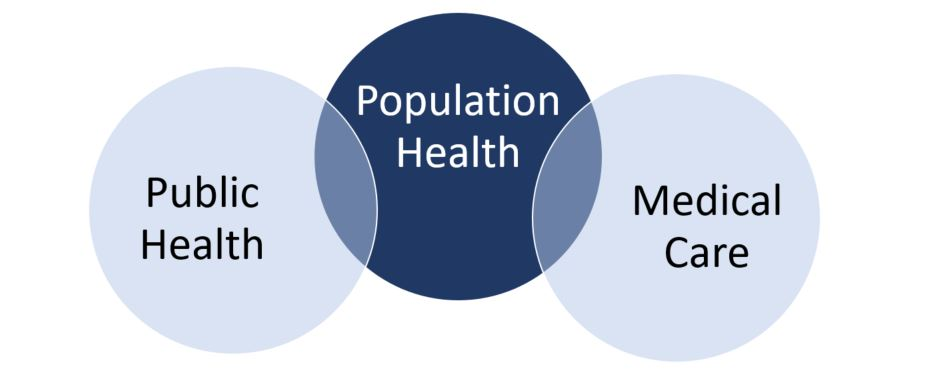 Population
Health
Public
Health
Medical
Care